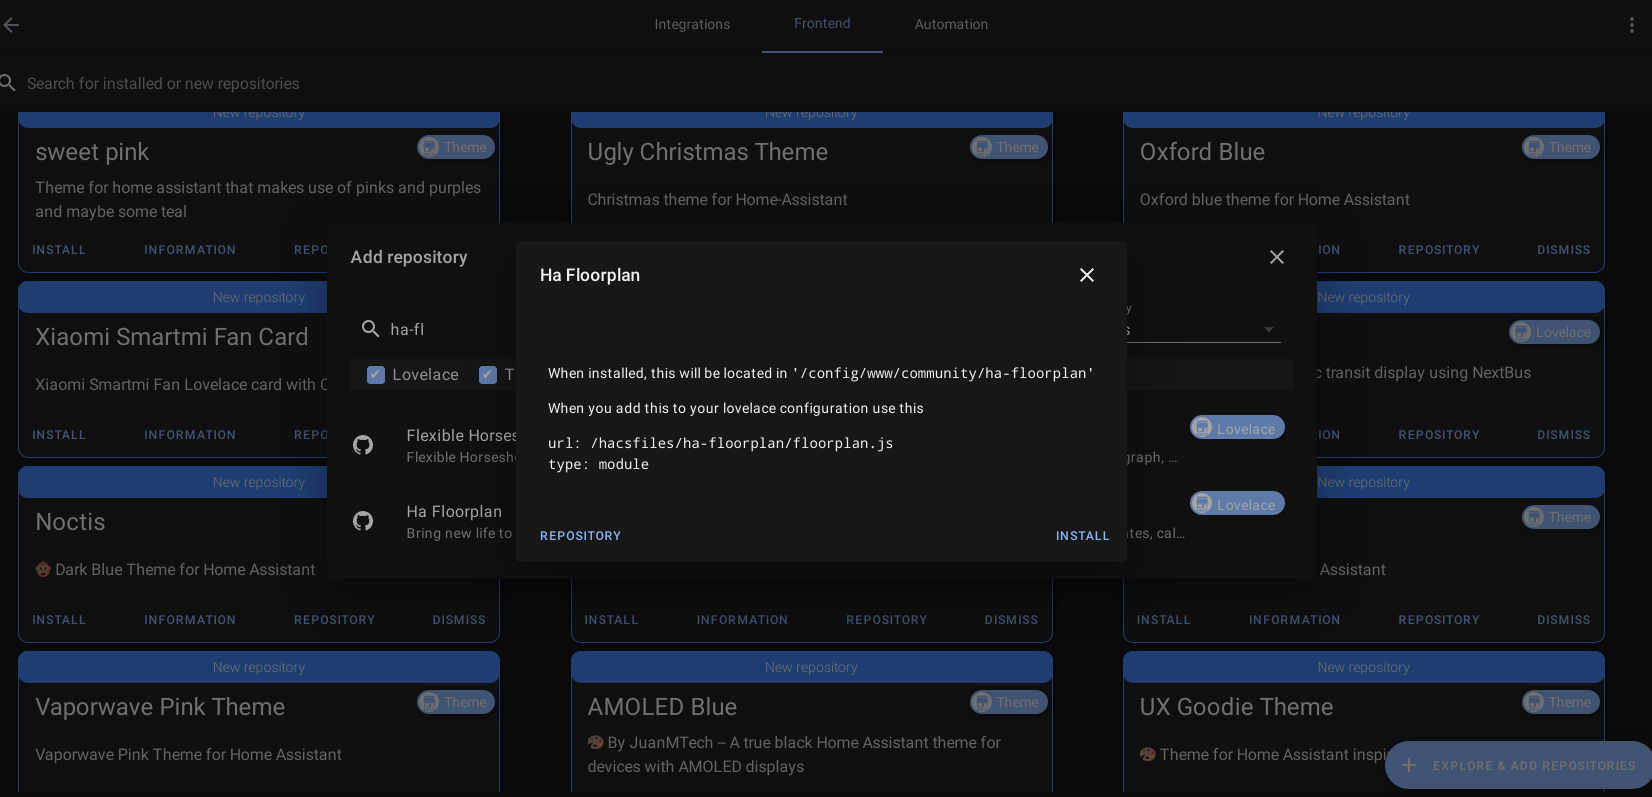 Integrations
Frontend
Automation
Search for installed or new repositories
New repository
New repository
New repository
sweet pink
Theme
Theme for home assistant that makes use of pinks and purples
and maybe some teal
INSTALL
INFORMATION
REPO
Ugly Christmas Theme
Theme
Christmas theme for Home-Assistant
Oxford Blue
Theme
Oxford blue theme for Home Assistant
ION
REPOSITORY
DISMISS
New repository
Xiaomi Smartmi Fan Card
Xiaomi Smartmi Fan Lovelace card with C
INSTALL
INFORMATION
REPO
New repository
Lovelace
c transit display using NextBus
ION
REPOSITORY
DISMISS
Add repository
ha-fl
y
s
Lovelace
T
Flexible Horses
Flexible Horsesho
Lovelace
graph, …
Ha Floorplan
Bring new life to
Lovelace
ates, cal…
Ha Floorplan
When installed, this will be located in '/config/www/community/ha-floorplan'
When you add this to your lovelace configuration use this
url: /hacsfiles/ha-floorplan/floorplan.js
type: module
REPOSITORY
INSTALL
New repository
Noctis
Dark Blue Theme for Home Assistant
INSTALL
INFORMATION
REPOSITORY
DISMISS
INSTALL
INFORMATION
REPOSITORY
DISMISS
New repository
Theme
Assistant
INSTALL
INFORMATION
REPOSITORY
DISMISS
New repository
Vaporwave Pink Theme
Theme
Vaporwave Pink Theme for Home Assistant
New repository
AMOLED Blue
Theme
By JuanMTech – A true black Home Assistant theme for
devices with AMOLED displays
New repository
UX Goodie Theme
Theme
Theme for Home Assistant inspi
EXPLORE & ADD REPOSITORIES